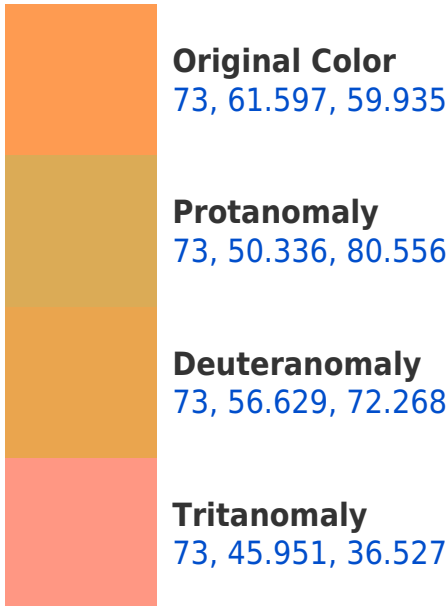 Original Color
73, 61.597, 59.935
Protanomaly
73, 50.336, 80.556
Deuteranomaly
73, 56.629, 72.268
Tritanomaly
73, 45.951, 36.527